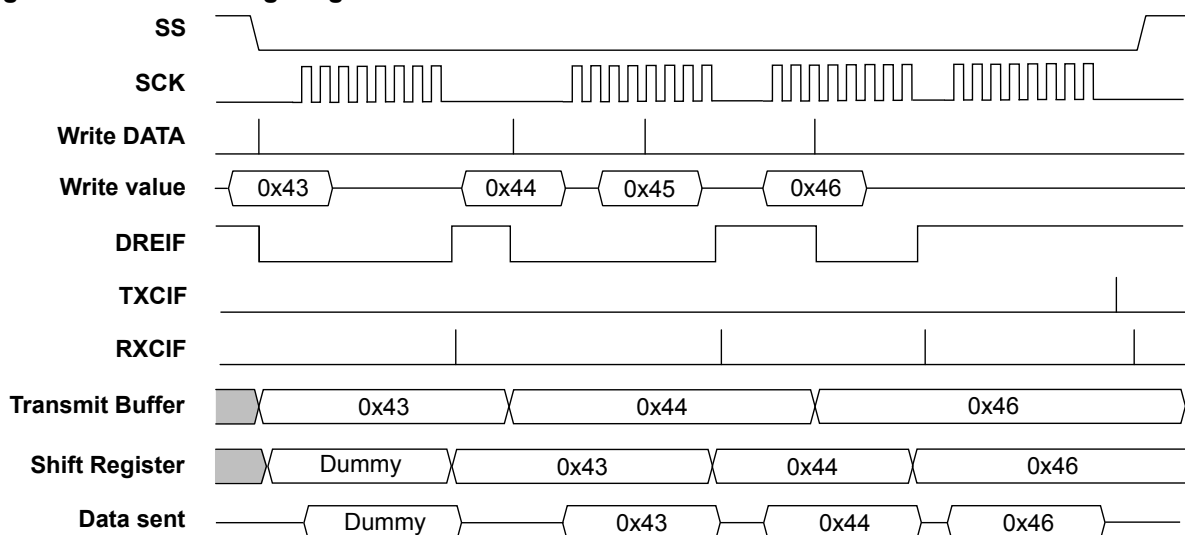 SS
SCK
Write DATA
Write value 0x43 0x44 0x45 0x46
DREIF
TXCIF
RXCIF
Transmit Buffer 0x43 0x44 0x46
Shift Register Dummy 0x43 0x44 0x46
Data sent Dummy 0x43 0x44 0x46